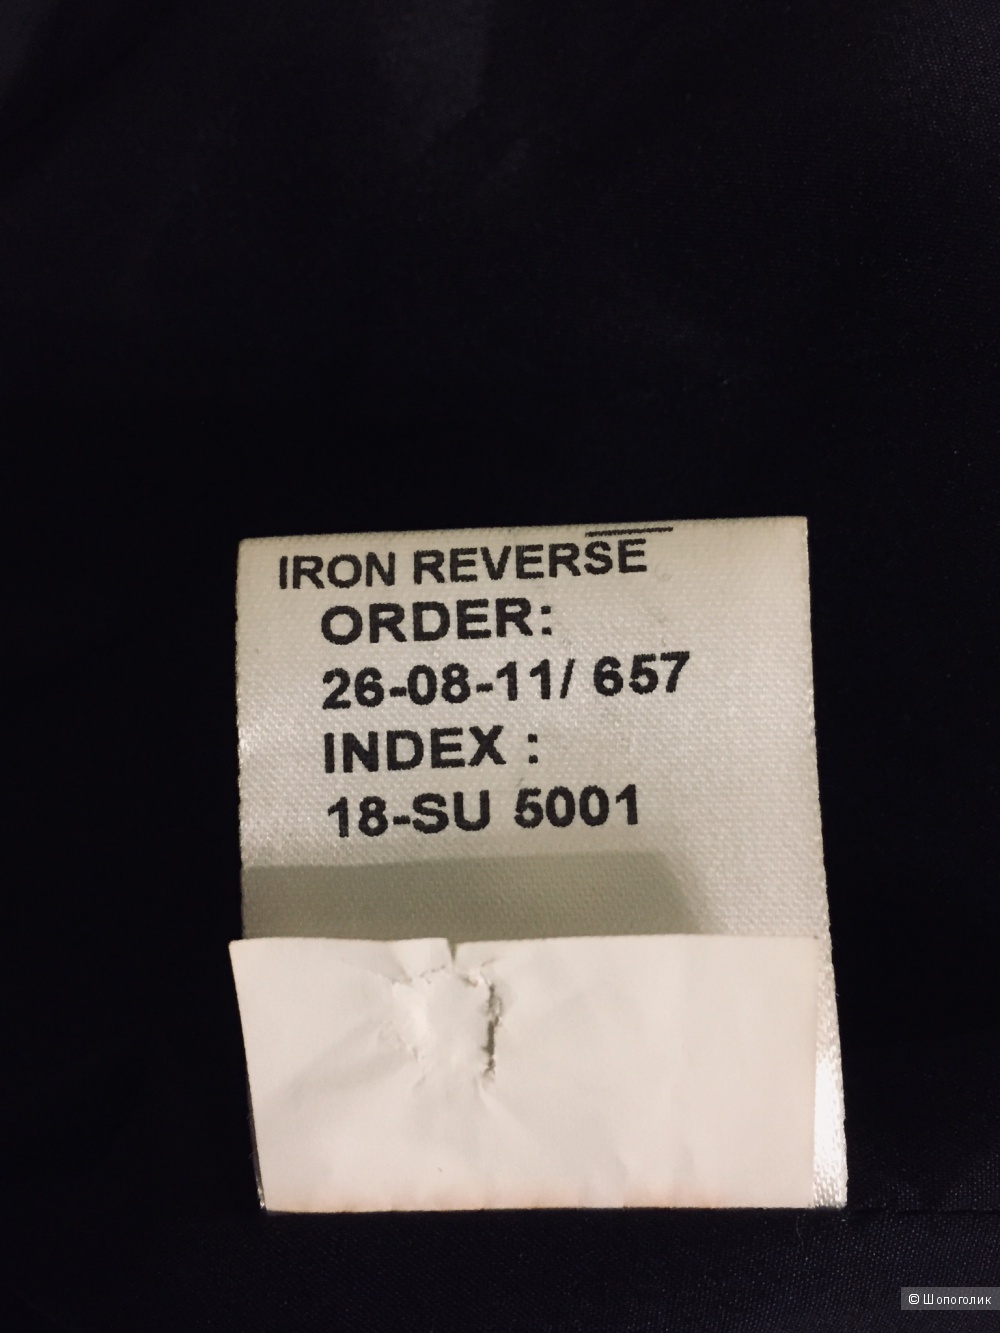 IRON REVERSE
ORDER:
26-08-11/ 657
INDEX :
18-SU 5001
© Шопоголик